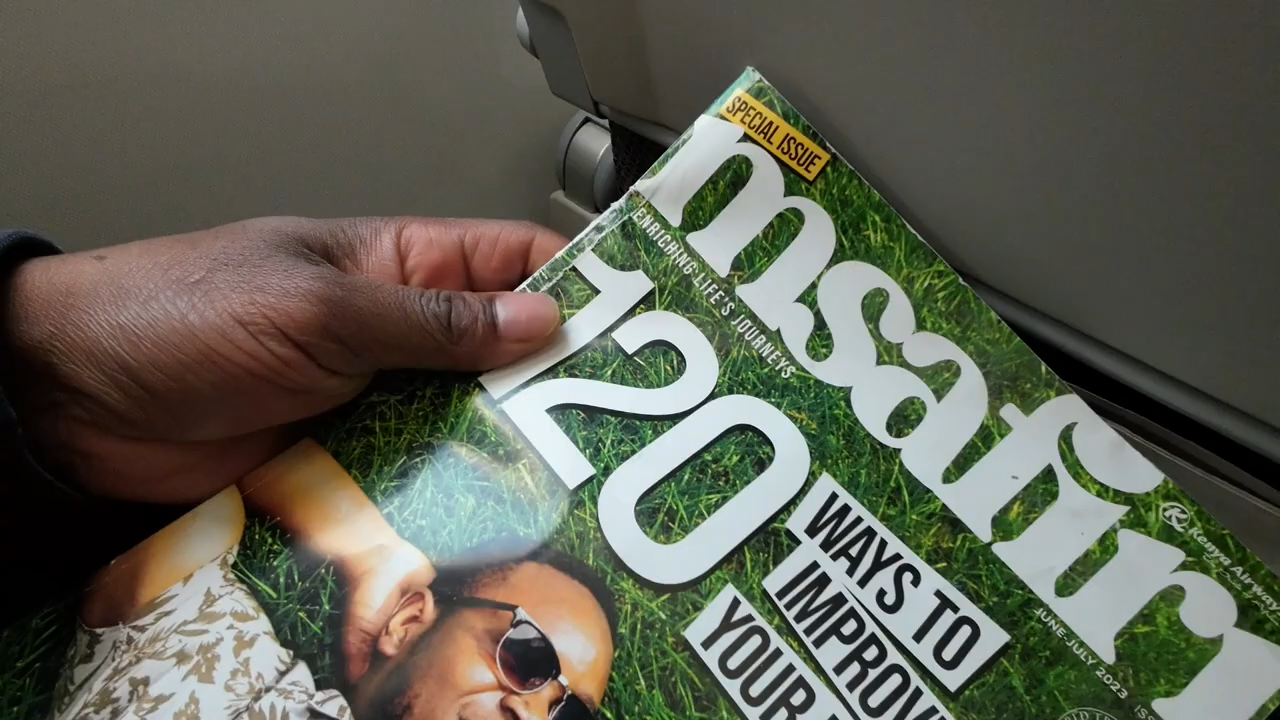 SPECIAL ISSUE
msafiri
ENRICHING LIFE'S JOURNEYS
Kenya Airways
JUNE-JULY 2023
120
WAYS TO
IMPROV
YOUR